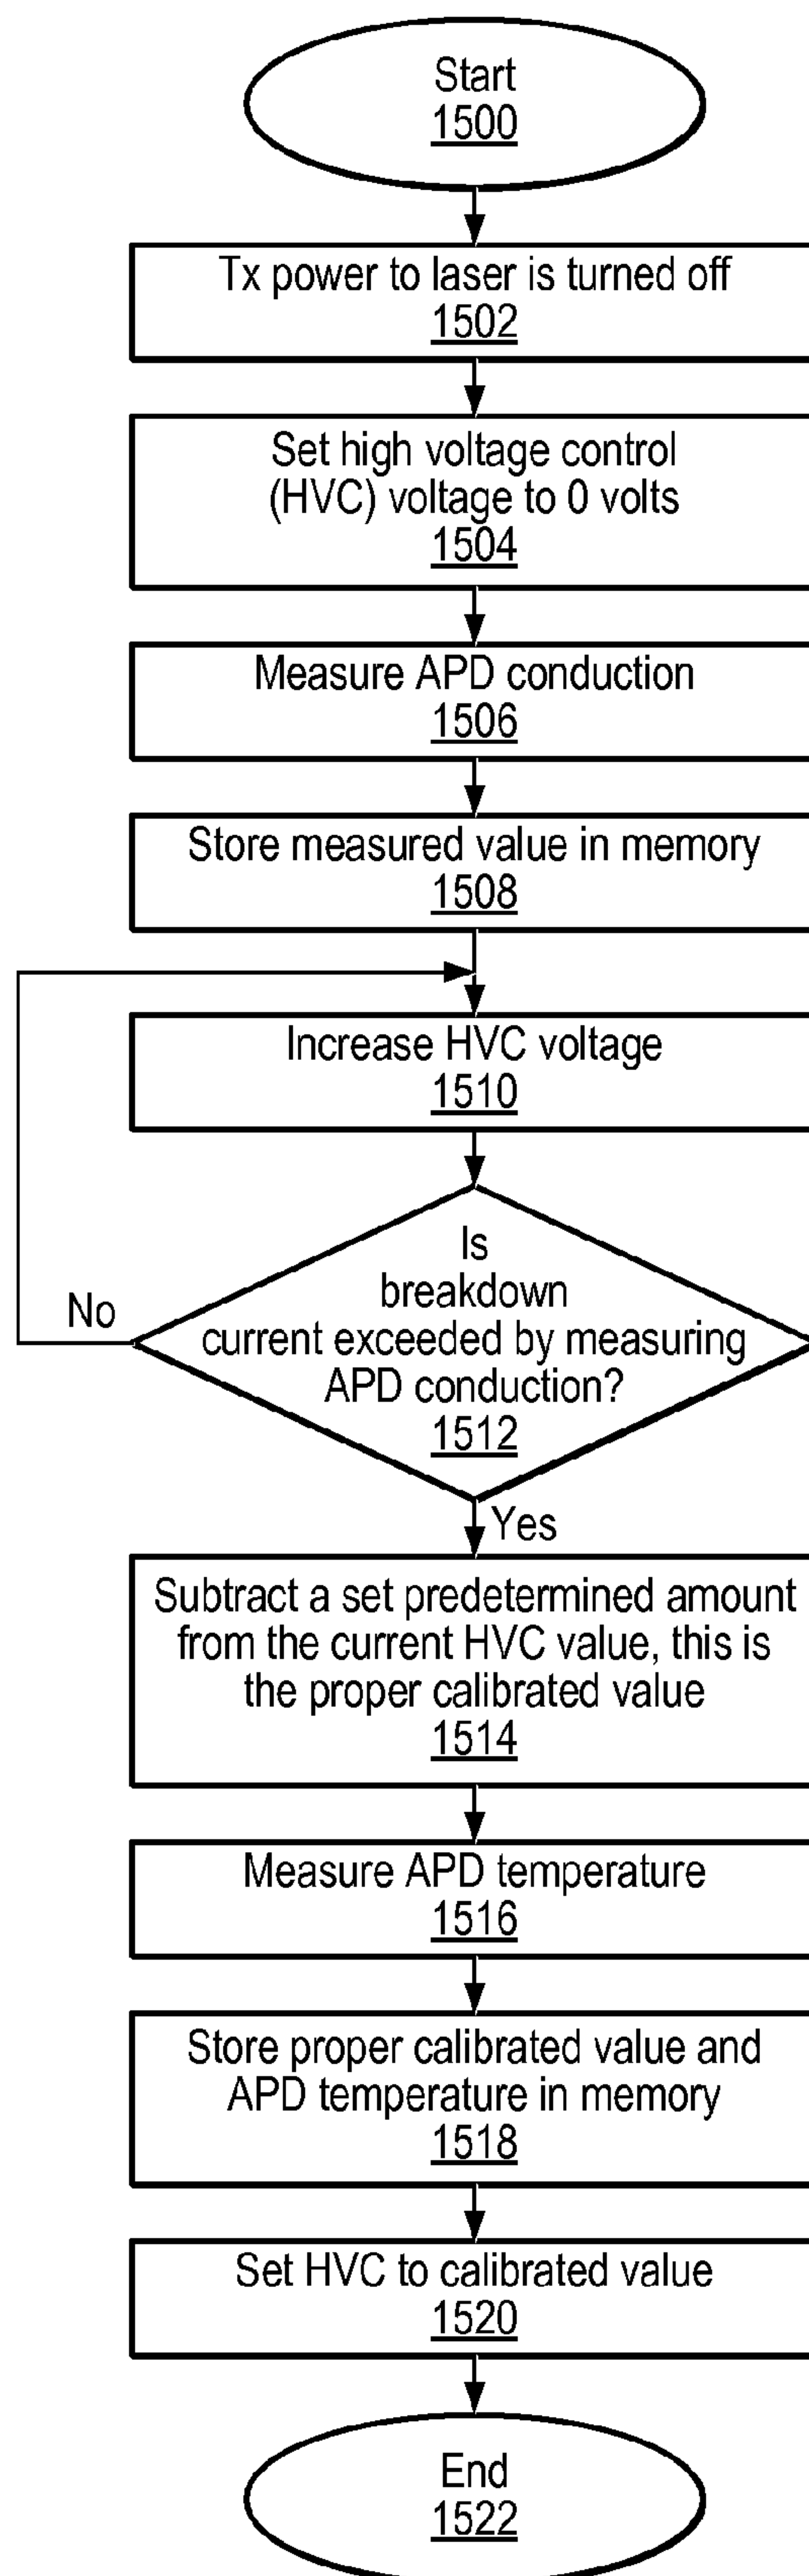 Start
1500
Tx power to laser is turned off
1502
Set high voltage control
(HVC) voltage to 0 volts
1504
Measure APD conduction
1506
Store measured value in memory
1508
Increase HVC voltage
1510
Is
breakdown
current exceeded by measuring
APD conduction?
1512
No
Yes
Subtract a set predetermined amount
from the current HVC value, this is
the proper calibrated value
1514
Measure APD temperature
1516
Store proper calibrated value and
APD temperature in memory
1518
Set HVC to calibrated value
1520
End
1522